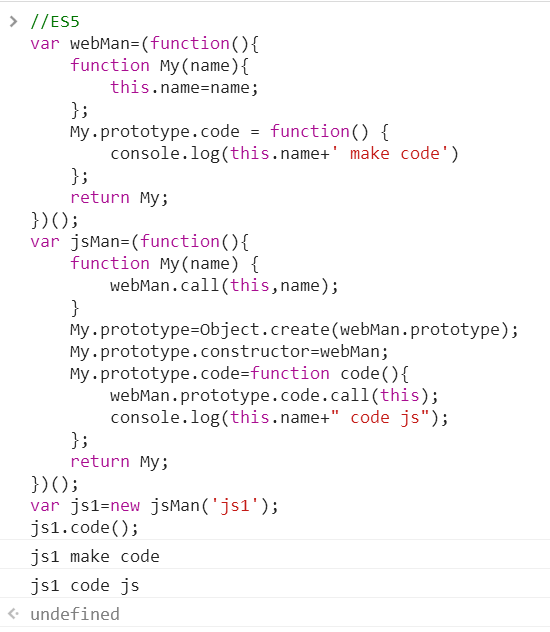 //ES5
var webMan=(function(){
    function My(name){
        this.name=name;
    };
    My.prototype.code = function() {
        console.log(this.name+' make code')
    };
    return My;
})();
var jsMan=(function(){
    function My(name) {
        webMan.call(this,name);
    }
    My.prototype=Object.create(webMan.prototype);
    My.prototype.constructor=webMan;
    My.prototype.code=function code(){
        webMan.prototype.code.call(this);
        console.log(this.name+" code js");
    };
    return My;
})();
var js1=new jsMan('js1');
js1.code();
js1 make code
js1 code js
undefined